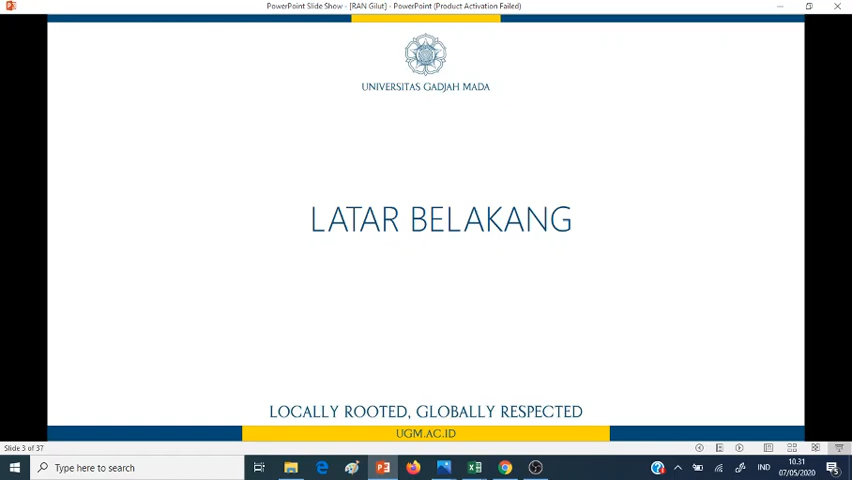 PowerPoint Slide Show - [RAN Gilut] - PowerPoint (Product Activation Failed)
UNIVERSITAS GADJAH MADA
LATAR BELAKANG
LOCALLY ROOTED, GLOBALLY RESPECTED
UGM.AC.ID
Slide 3 of 37
Type here to search
IND
10.31
07/05/2020
5